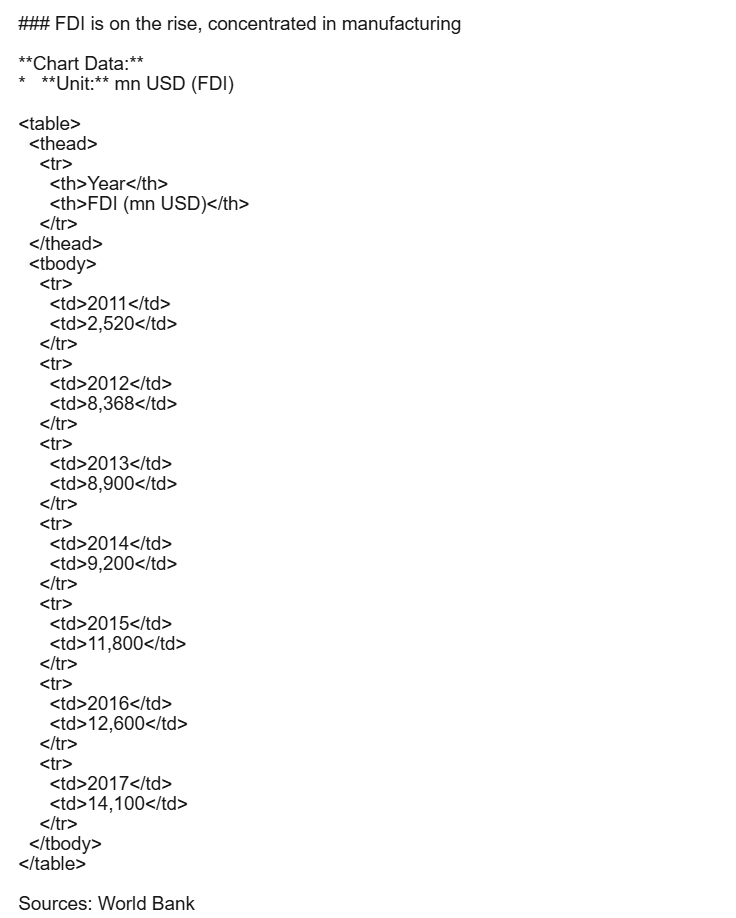 ### FDI is on the rise, concentrated in manufacturing

**Chart Data:**
*   **Unit:** mn USD (FDI)

<table>
  <thead>
    <tr>
      <th>Year</th>
      <th>FDI (mn USD)</th>
    </tr>
  </thead>
  <tbody>
    <tr>
      <td>2011</td>
      <td>2,520</td>
    </tr>
    <tr>
      <td>2012</td>
      <td>8,368</td>
    </tr>
    <tr>
      <td>2013</td>
      <td>8,900</td>
    </tr>
    <tr>
      <td>2014</td>
      <td>9,200</td>
    </tr>
    <tr>
      <td>2015</td>
      <td>11,800</td>
    </tr>
    <tr>
      <td>2016</td>
      <td>12,600</td>
    </tr>
    <tr>
      <td>2017</td>
      <td>14,100</td>
    </tr>
  </tbody>
</table>

Sources: World Bank